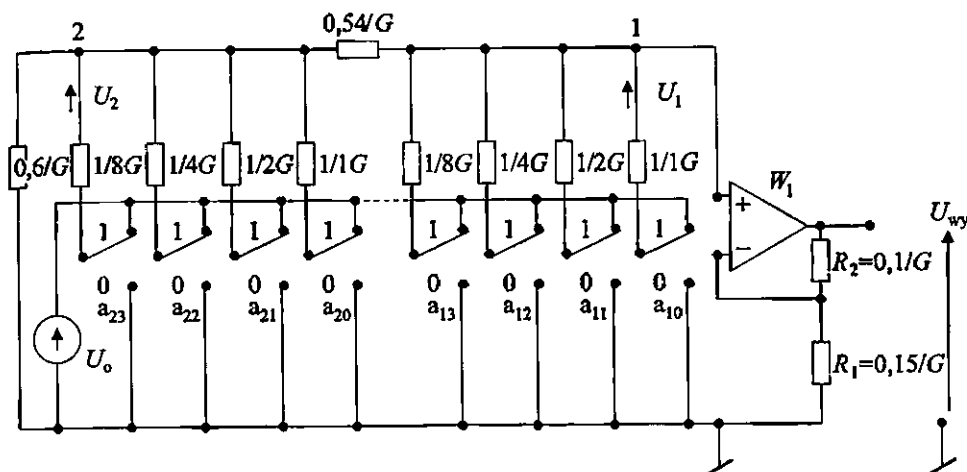 0,54/G
2 1
U₂ U₁
0,6/G 1/8G 1/4G 1/2G 1/1G 1/8G 1/4G 1/2G 1/1G W₁
1 1 1 1 1 1 1 1 + U_wy
− R₂=0,1/G
0 0 0 0 0 0 0 0
a₂₃ a₂₂ a₂₁ a₂₀ a₁₃ a₁₂ a₁₁ a₁₀
U₀ R₁=0,15/G